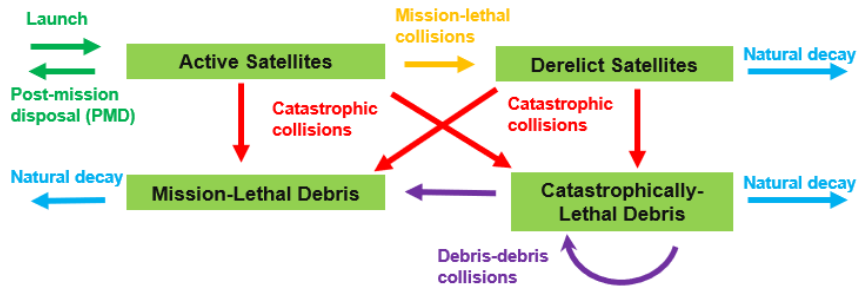 Launch
Mission-lethal
collisions
Active Satellites
Derelict Satellites
Natural decay
Post-mission
disposal (PMD)
Catastrophic
collisions
Catastrophic
collisions
Natural decay
Mission-Lethal Debris
Catastrophically-
Lethal Debris
Natural decay
Debris-debris
collisions